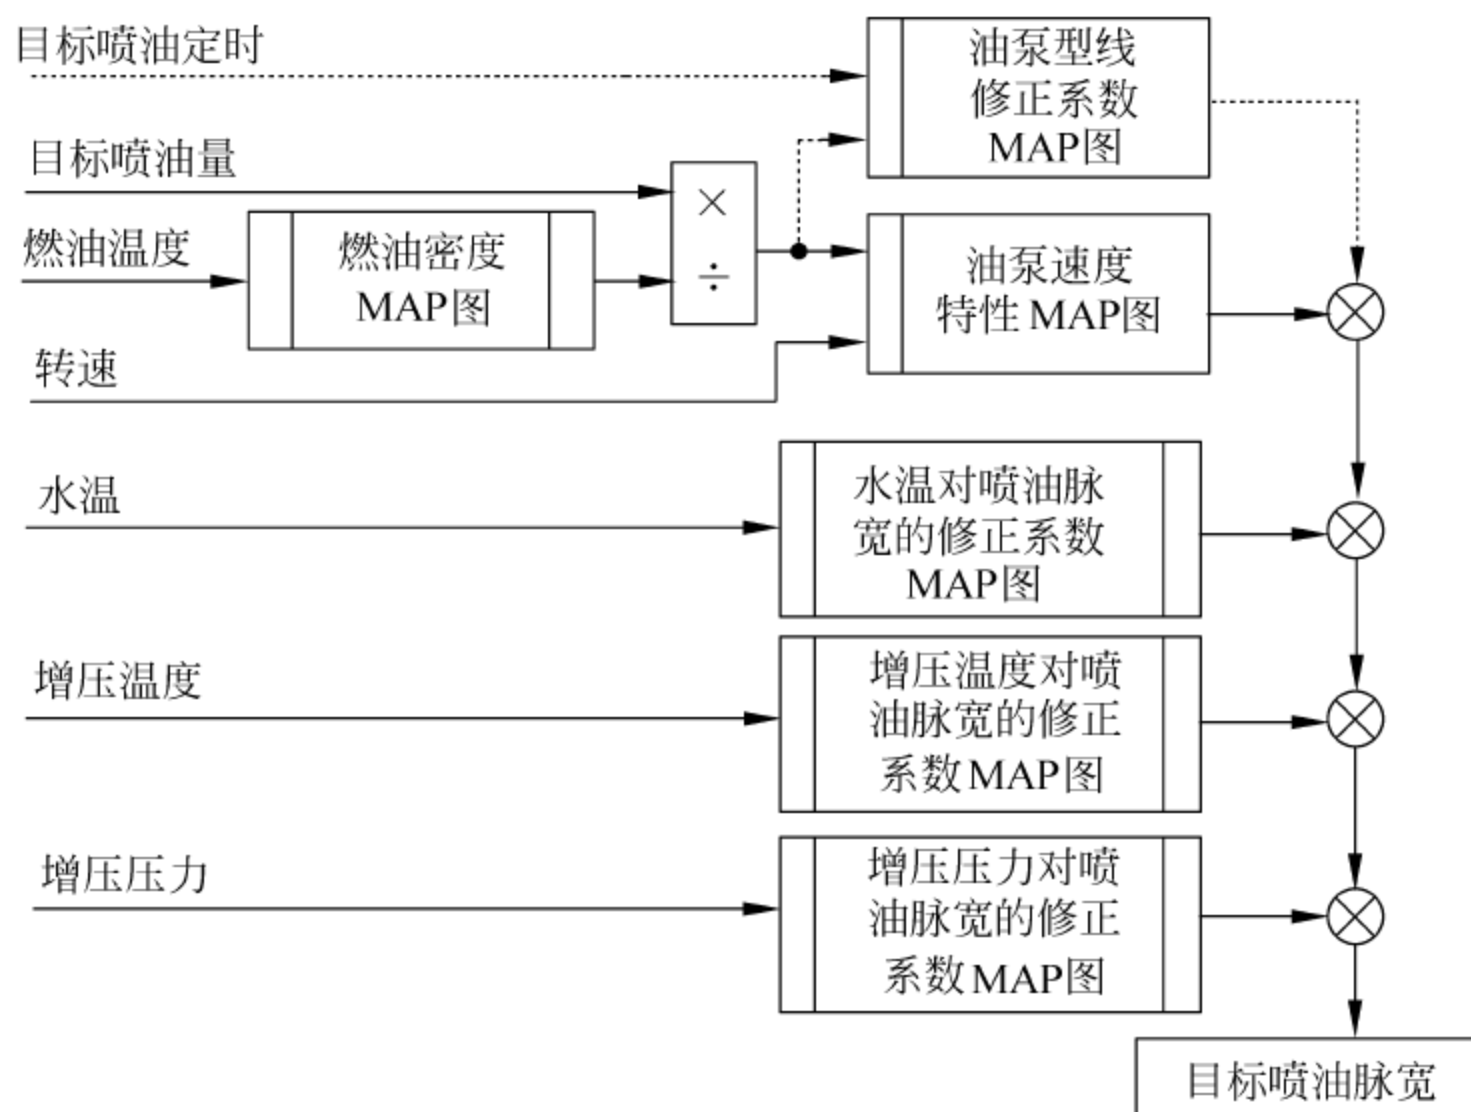 目标喷油定时
油泵型线
修正系数
MAP图
目标喷油量
×
÷
燃油温度
燃油密度
MAP图
油泵速度
特性MAP图
转速
水温
水温对喷油脉
宽的修正系数
MAP图
增压温度
增压温度对喷
油脉宽的修正
系数MAP图
增压压力
增压压力对喷
油脉宽的修正
系数MAP图
目标喷油脉宽